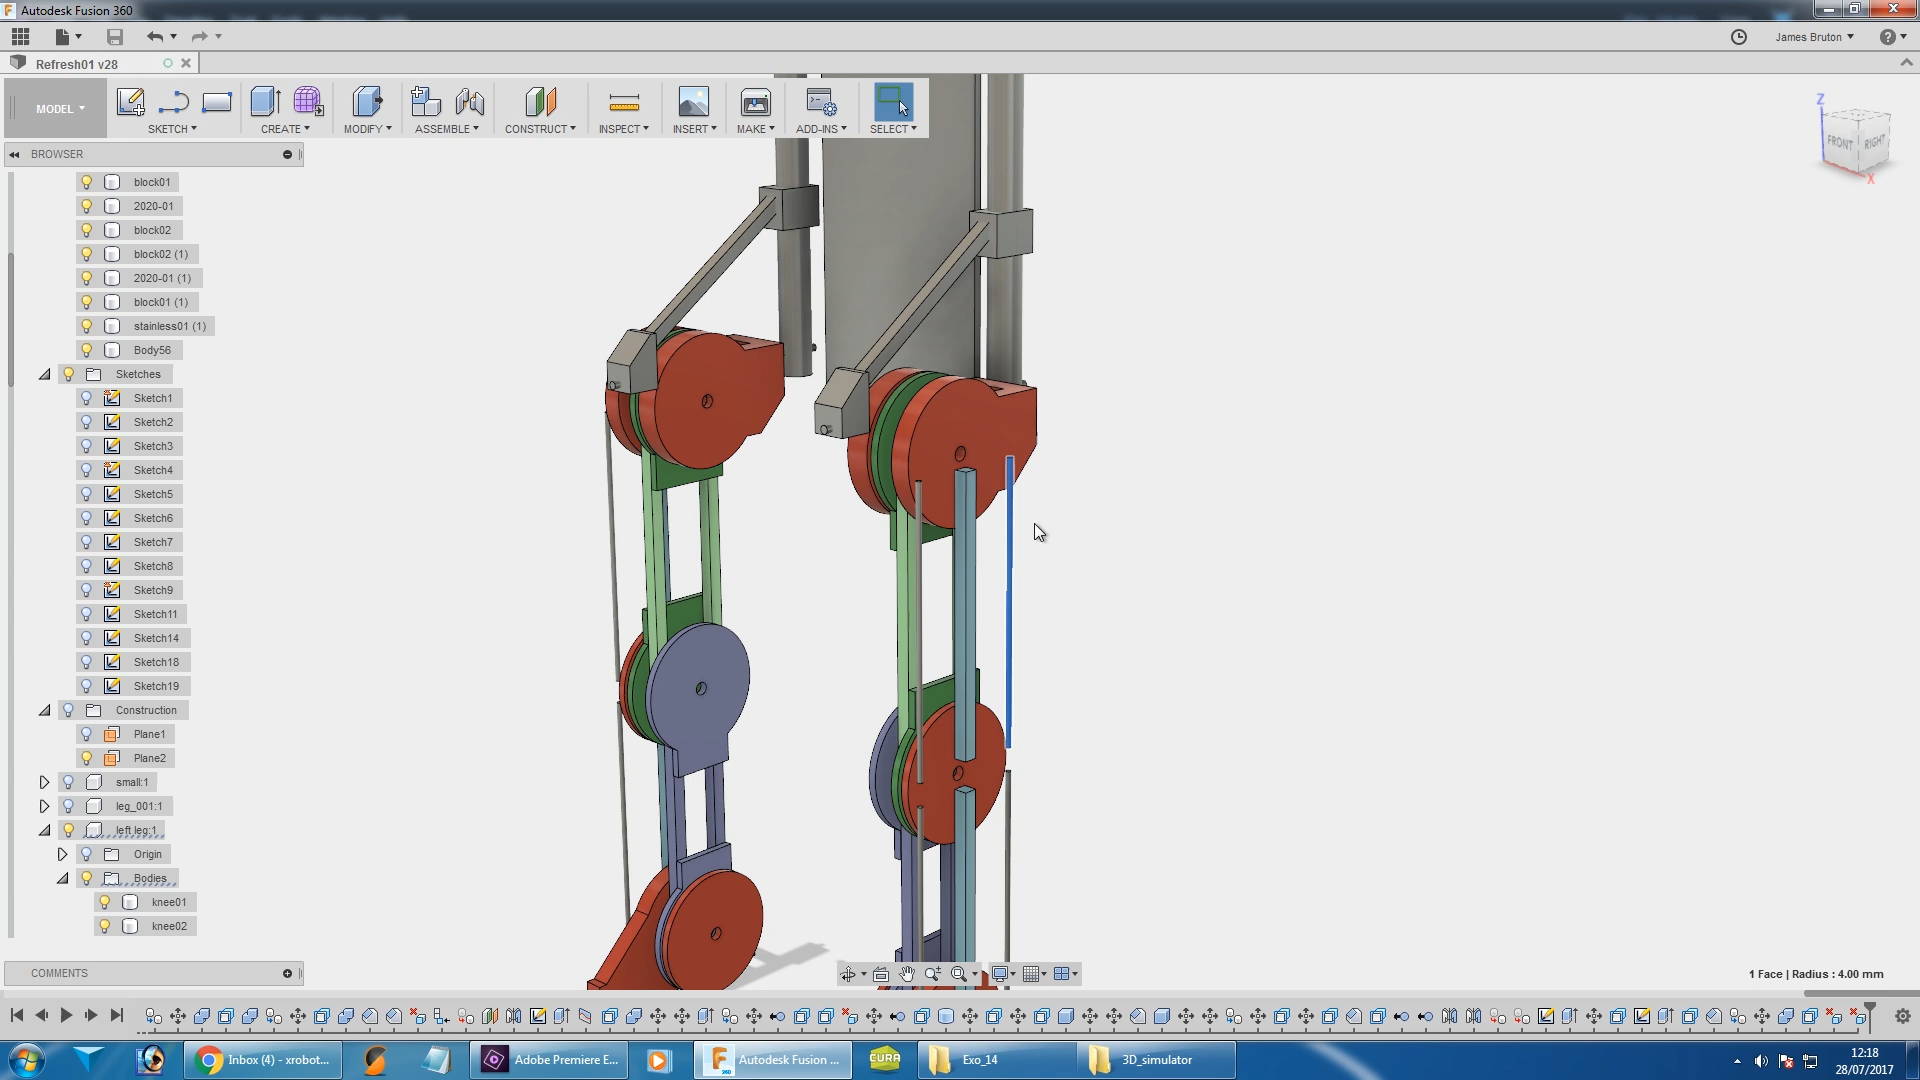 Autodesk Fusion 360
James Bruton
Refresh01 v28
MODEL
SKETCH
CREATE
MODIFY
ASSEMBLE
CONSTRUCT
INSPECT
INSERT
MAKE
ADD-INS
SELECT
Z
FRONT
RIGHT
X
BROWSER
block01
2020-01
block02
block02 (1)
2020-01 (1)
block01 (1)
stainless01 (1)
Body56
Sketches
Sketch1
Sketch2
Sketch3
Sketch4
Sketch5
Sketch6
Sketch7
Sketch8
Sketch9
Sketch11
Sketch14
Sketch18
Sketch19
Construction
Plane1
Plane2
small:1
leg_001:1
left leg:1
Origin
Bodies
knee01
knee02
COMMENTS
1 Face | Radius : 4.00 mm
Inbox (4) - xrobot...
Adobe Premiere E...
Autodesk Fusion ...
CURA
Exo_14
3D_simulator
12:18
28/07/2017